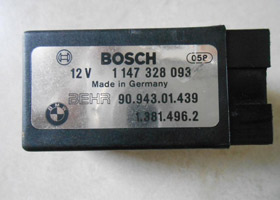 BOSCH 05P
12 V 1 147 328 093
Made in Germany
BEHR 90.943.01.439
BMW 1.381.496.2